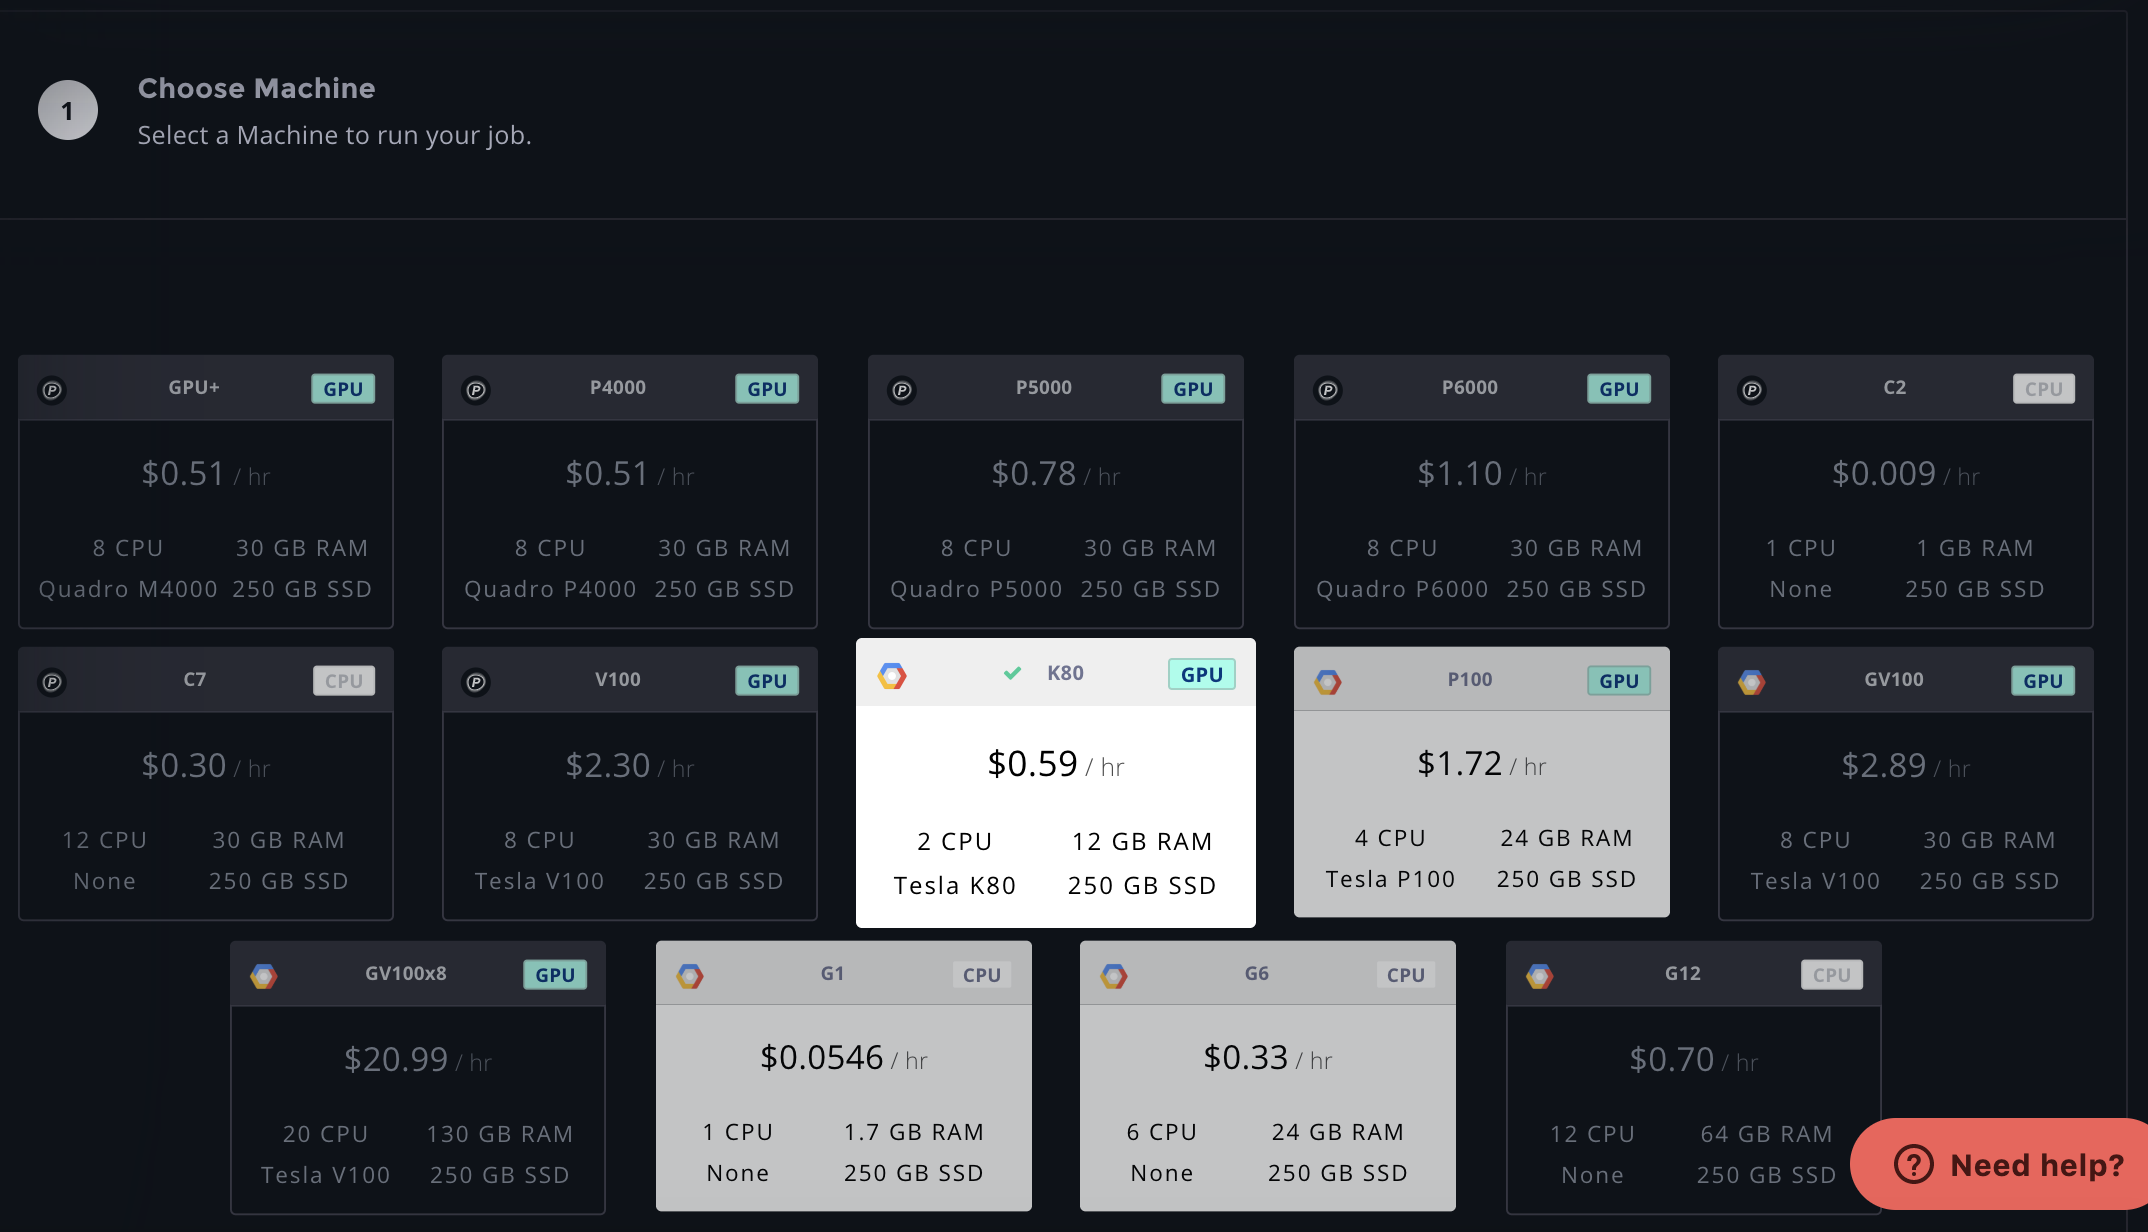 1
Choose Machine
Select a Machine to run your job.
P GPU+ GPU
$0.51 / hr
8 CPU 30 GB RAM
Quadro M4000 250 GB SSD
P P4000 GPU
$0.51 / hr
8 CPU 30 GB RAM
Quadro P4000 250 GB SSD
P P5000 GPU
$0.78 / hr
8 CPU 30 GB RAM
Quadro P5000 250 GB SSD
P P6000 GPU
$1.10 / hr
8 CPU 30 GB RAM
Quadro P6000 250 GB SSD
P C2 CPU
$0.009 / hr
1 CPU 1 GB RAM
None 250 GB SSD
P C7 CPU
$0.30 / hr
12 CPU 30 GB RAM
None 250 GB SSD
P V100 GPU
$2.30 / hr
8 CPU 30 GB RAM
Tesla V100 250 GB SSD
K80 GPU
$0.59 / hr
2 CPU 12 GB RAM
Tesla K80 250 GB SSD
P100 GPU
$1.72 / hr
4 CPU 24 GB RAM
Tesla P100 250 GB SSD
GV100 GPU
$2.89 / hr
8 CPU 30 GB RAM
Tesla V100 250 GB SSD
GV100x8 GPU
$20.99 / hr
20 CPU 130 GB RAM
Tesla V100 250 GB SSD
G1 CPU
$0.0546 / hr
1 CPU 1.7 GB RAM
None 250 GB SSD
G6 CPU
$0.33 / hr
6 CPU 24 GB RAM
None 250 GB SSD
G12 CPU
$0.70 / hr
12 CPU 64 GB RAM
None 250 GB SSD
? Need help?